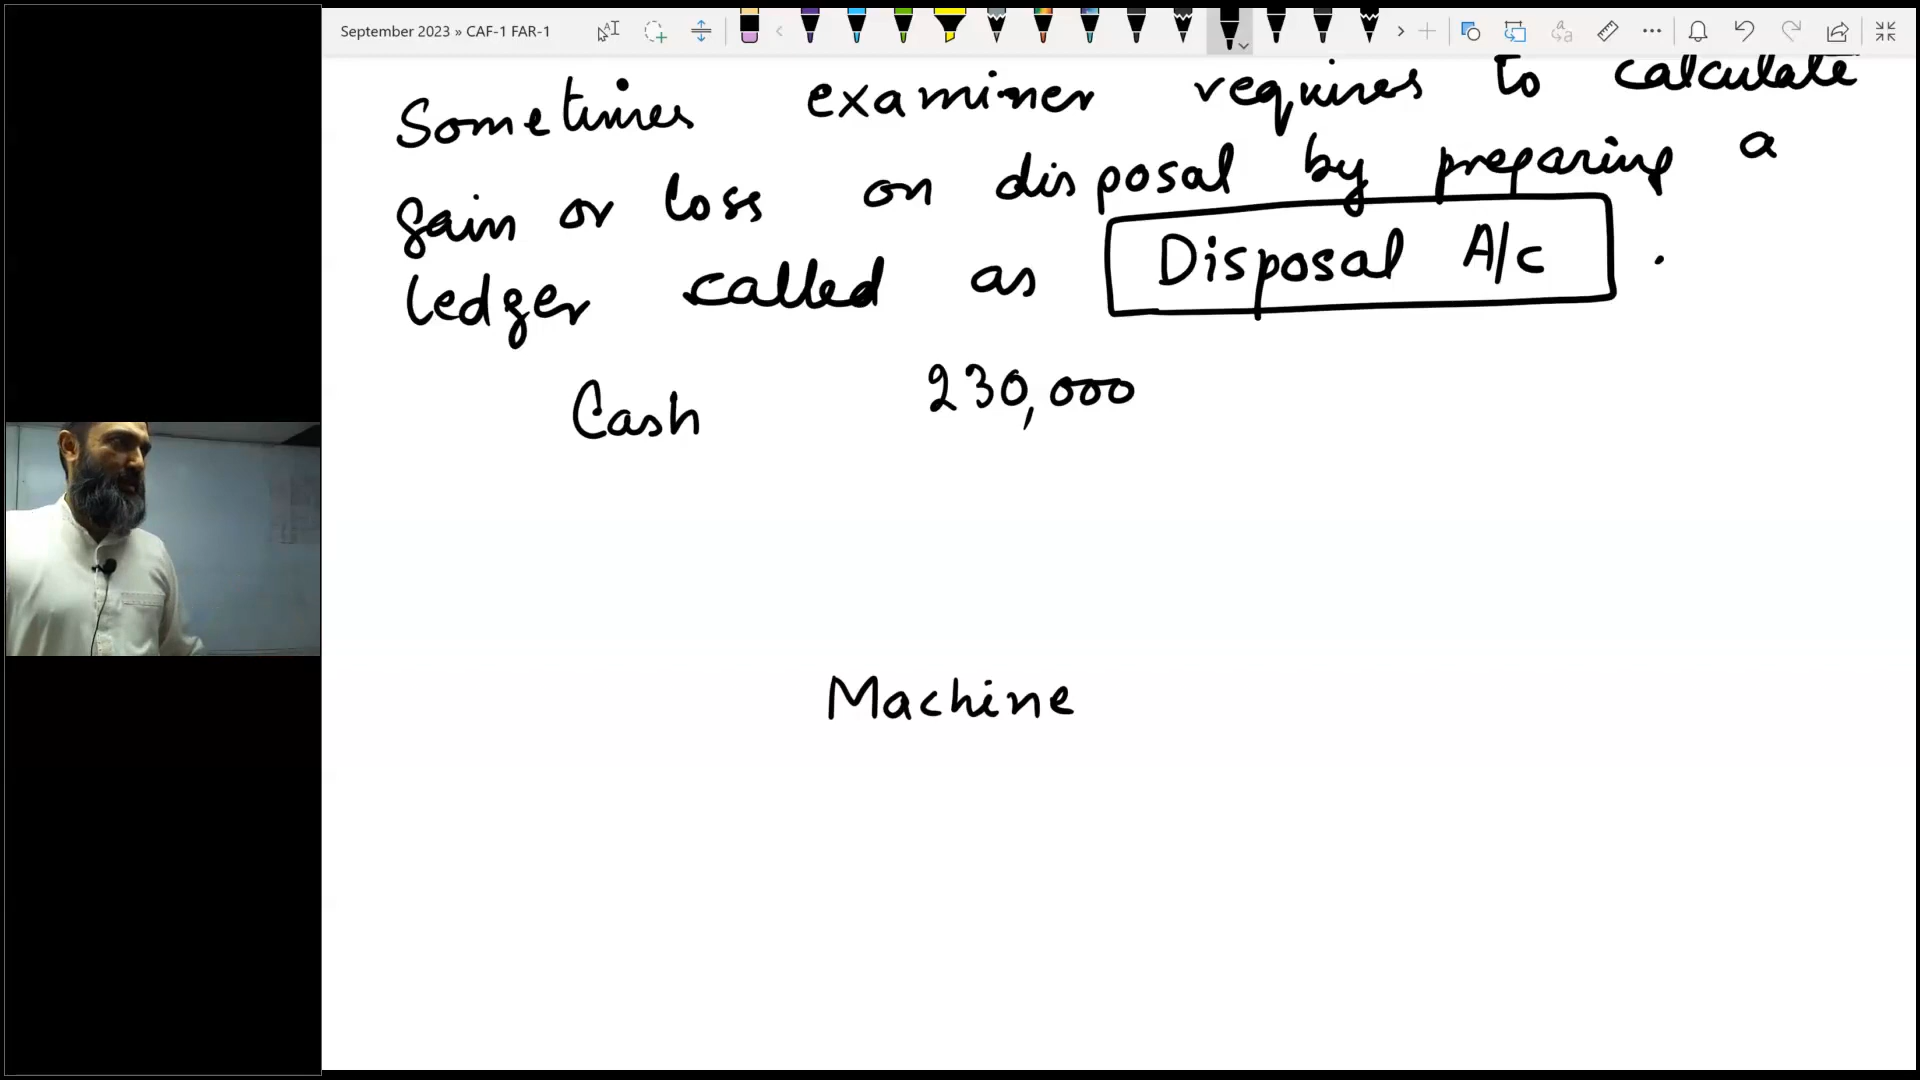 September 2023 » CAF-1 FAR-1
Sometimes examiner requires to calculate
gain or loss on disposal by preparing a
ledger called as Disposal A/c .
Cash 230,000
Machine